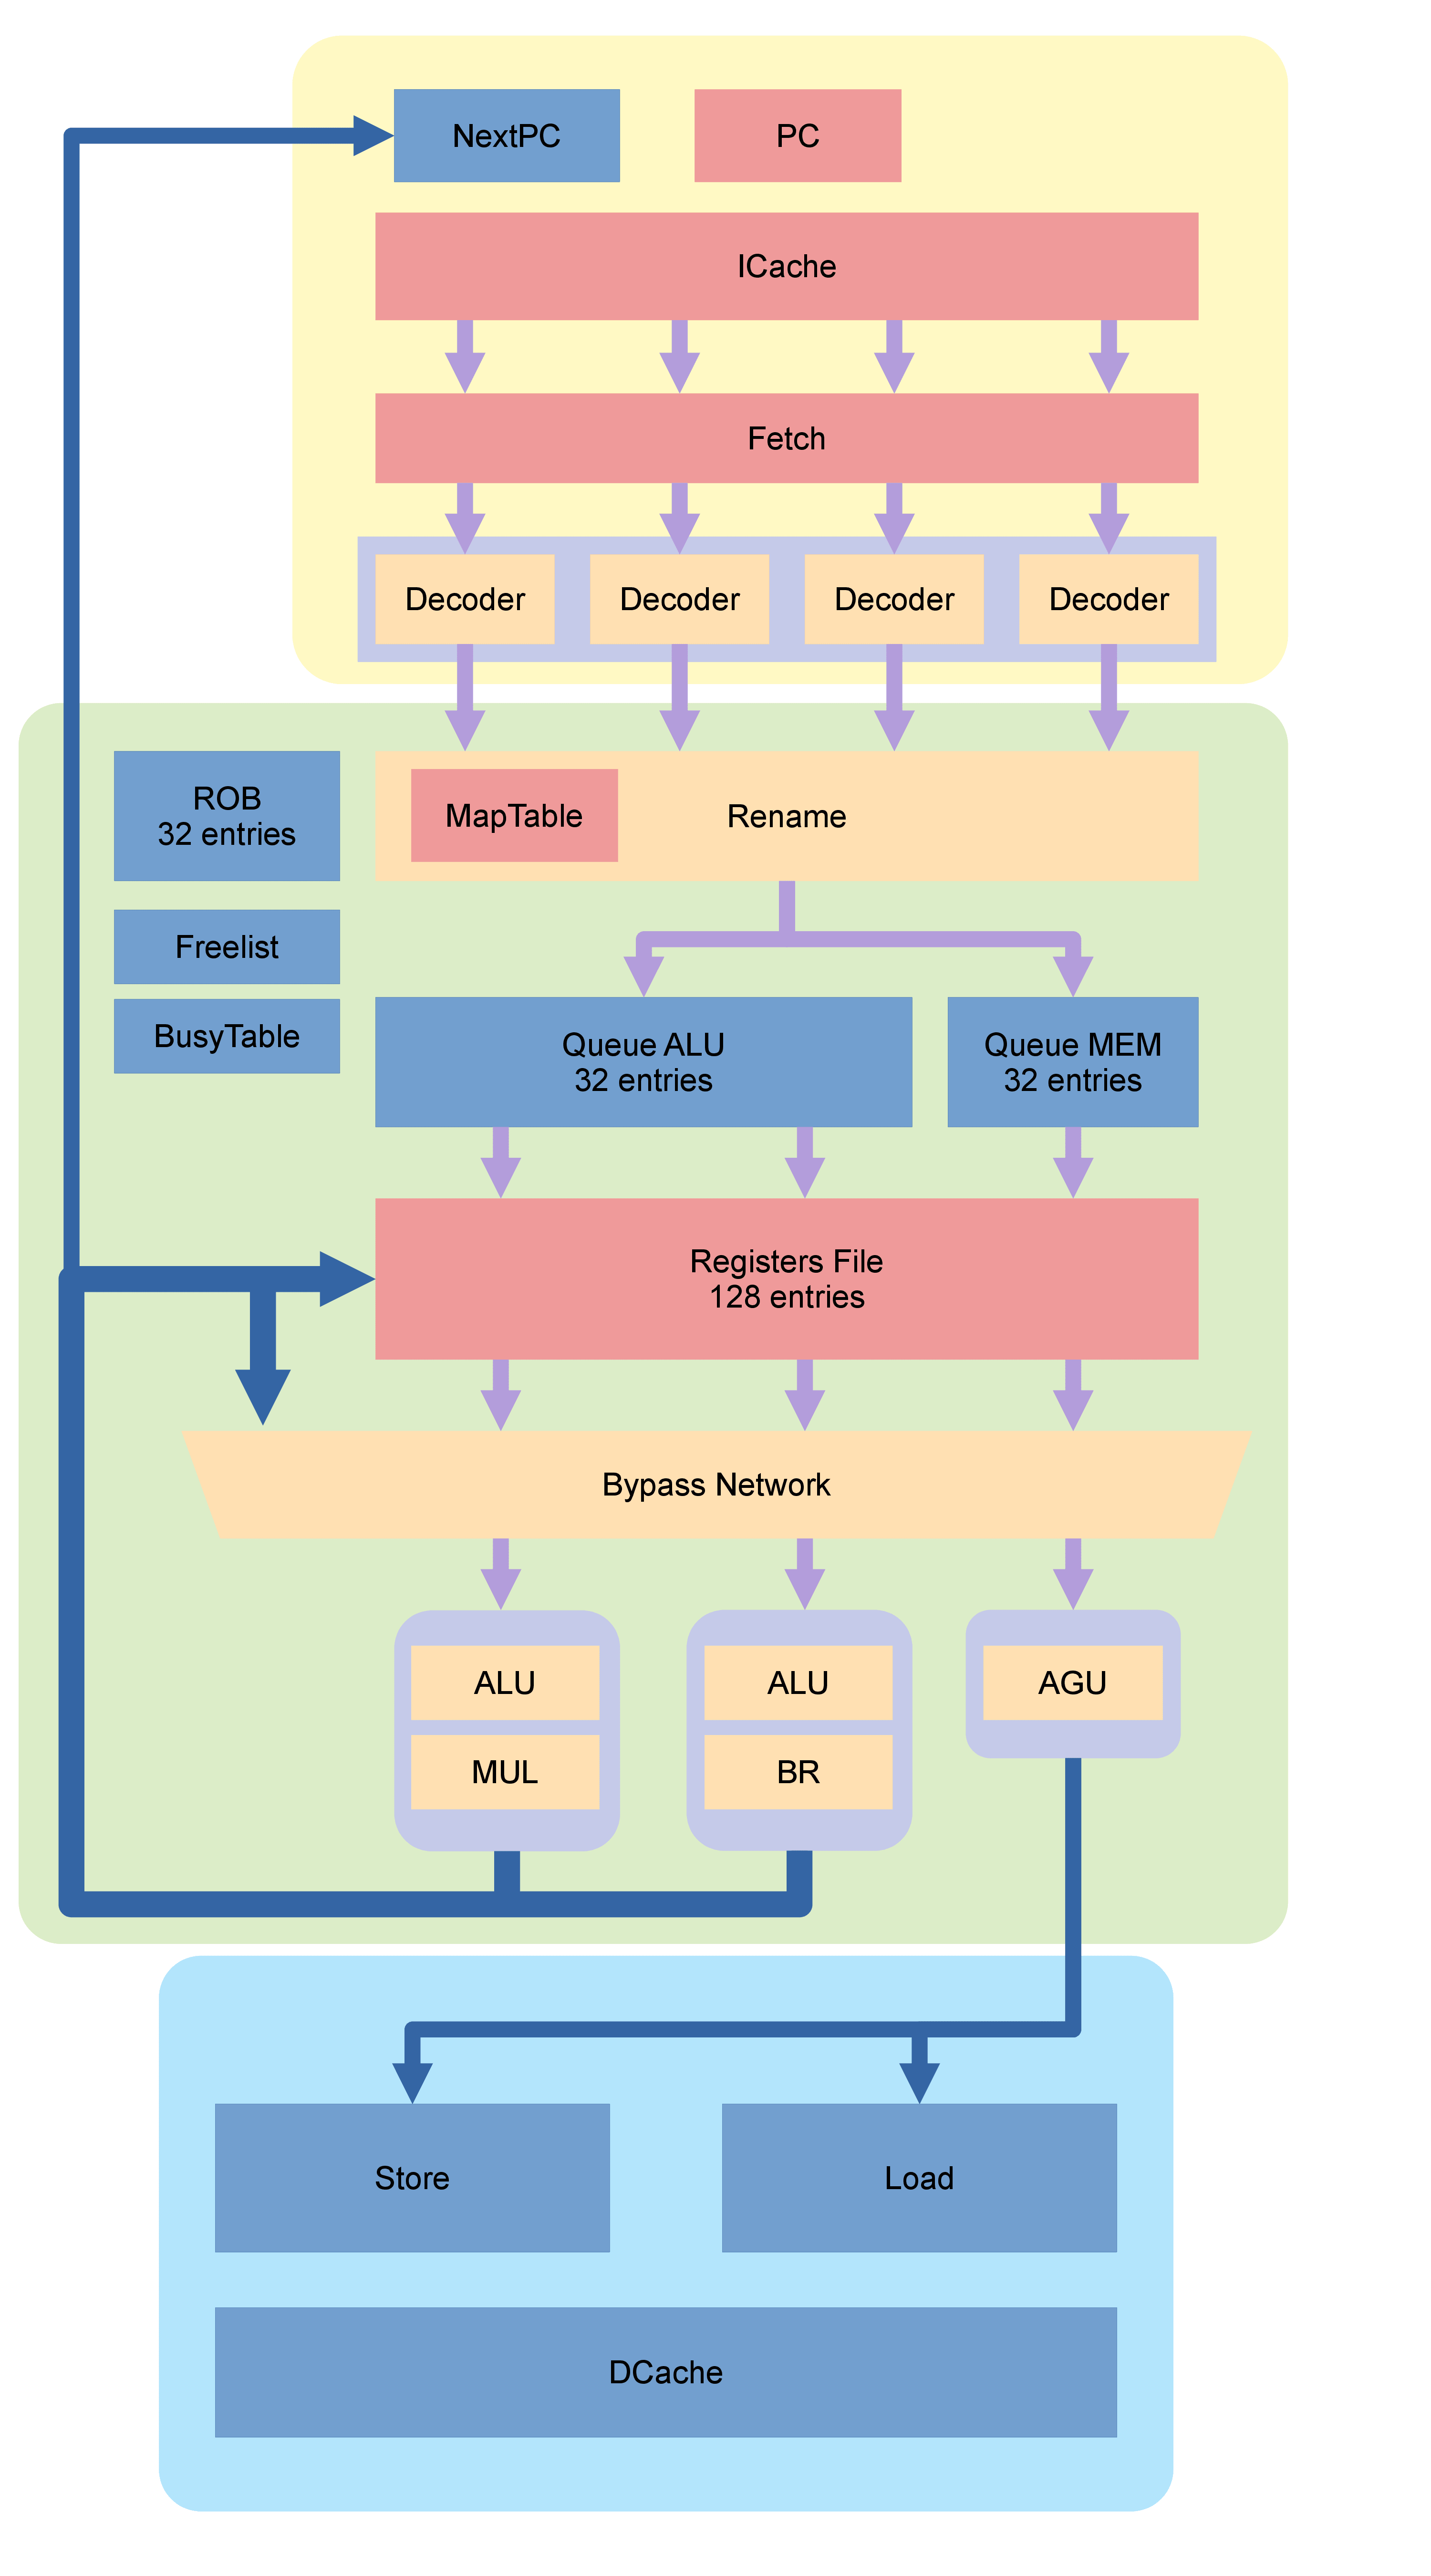 NextPC
PC
ICache
Fetch
Decoder
Decoder
Decoder
Decoder
ROB
32 entries
MapTable
Rename
Freelist
BusyTable
Queue ALU
32 entries
Queue MEM
32 entries
Registers File
128 entries
Bypass Network
ALU
MUL
ALU
BR
AGU
Store
Load
DCache